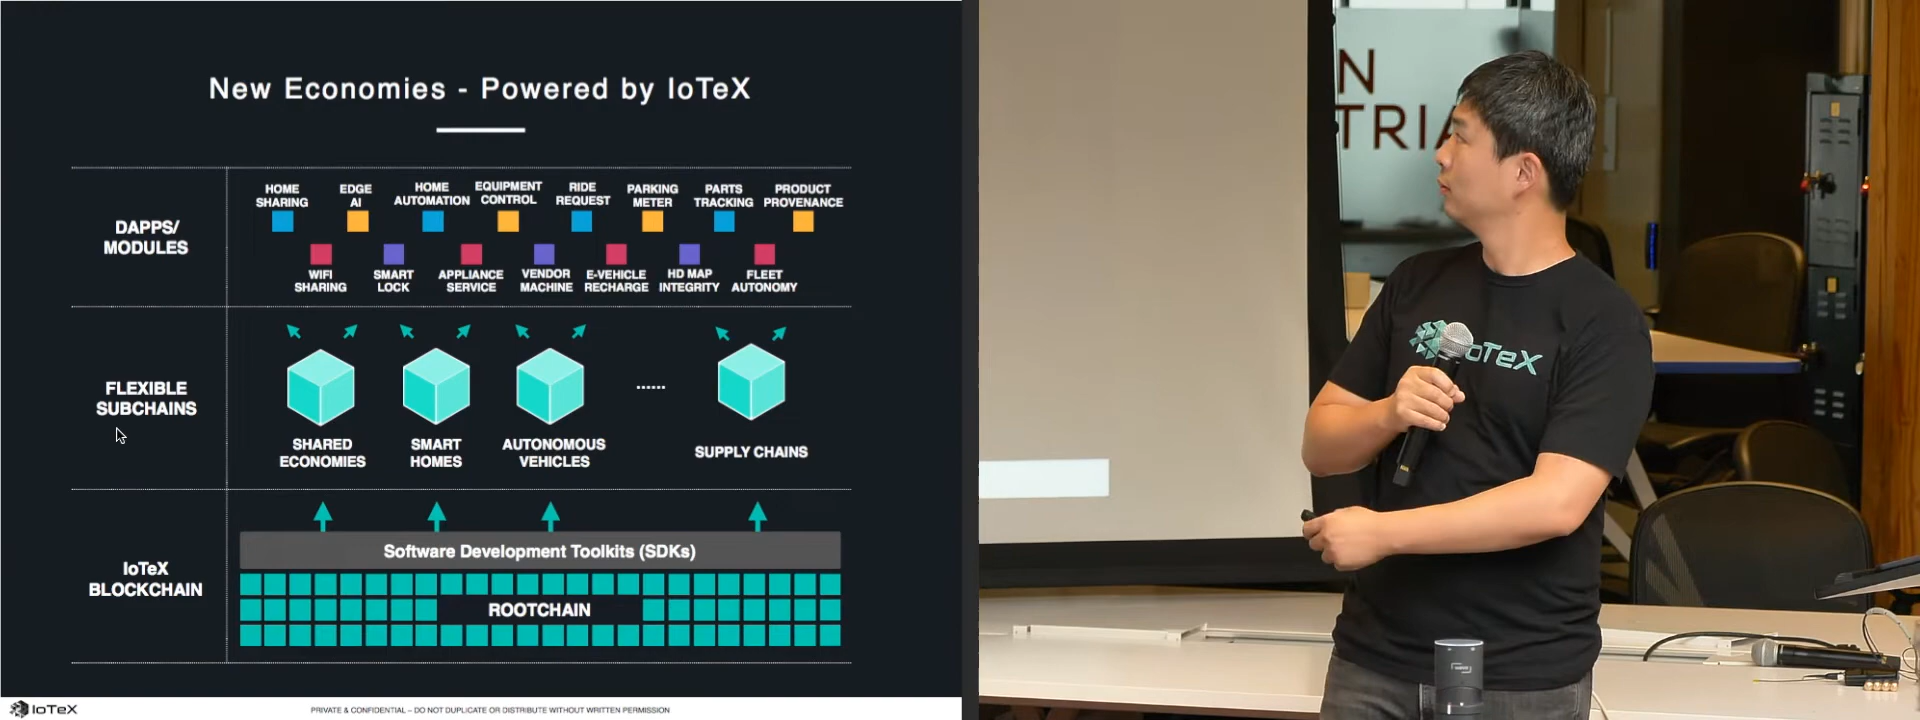 New Economies - Powered by IoTeX
DAPPS/
MODULES
HOME
SHARING
EDGE
AI
HOME
AUTOMATION
EQUIPMENT
CONTROL
RIDE
REQUEST
PARKING
METER
PARTS
TRACKING
PRODUCT
PROVENANCE
WIFI
SHARING
SMART
LOCK
APPLIANCE
SERVICE
VENDOR
MACHINE
E-VEHICLE
RECHARGE
HD MAP
INTEGRITY
FLEET
AUTONOMY
FLEXIBLE
SUBCHAINS
SHARED
ECONOMIES
SMART
HOMES
AUTONOMOUS
VEHICLES
......
SUPPLY CHAINS
IoTeX
BLOCKCHAIN
Software Development Toolkits (SDKs)
ROOTCHAIN
IoTeX
PRIVATE & CONFIDENTIAL – DO NOT DUPLICATE OR DISTRIBUTE WITHOUT WRITTEN PERMISSION
N
TRIA
IoTeX